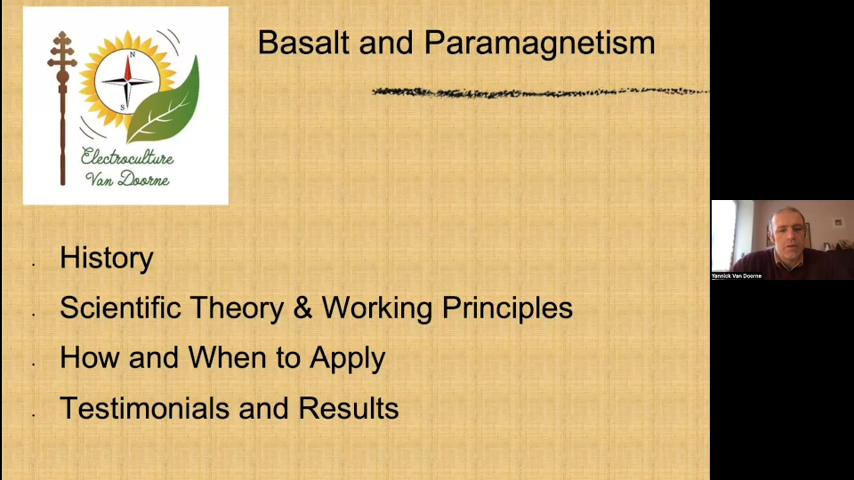 N
S
Electroculture
Van Doorne
Basalt and Paramagnetism
History
Scientific Theory & Working Principles
How and When to Apply
Testimonials and Results
Yannick Van Doorne